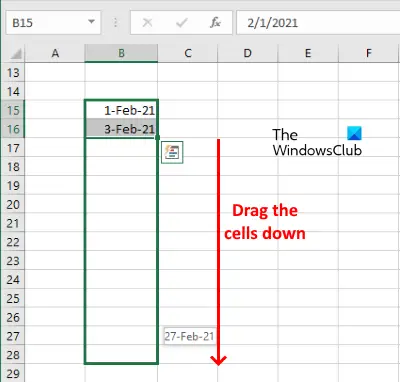 B15
fx
2/1/2021
A B C D E F
13
14
15 1-Feb-21
16 3-Feb-21
The
17
WindowsClub
18
19
20
Drag the
21
cells down
22
23
24
25
26
27 27-Feb-21
28
29